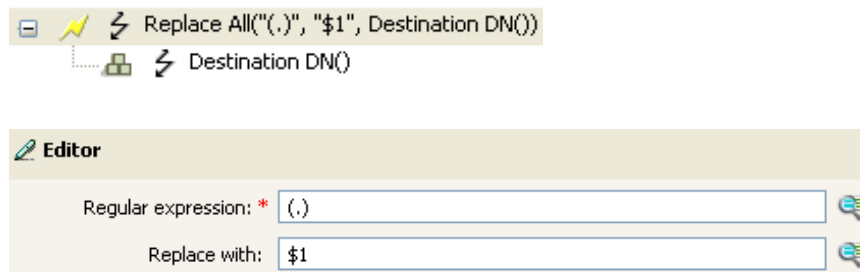 Replace All("(.)", "$1", Destination DN())
Destination DN()
Editor
Regular expression: * (.)
Replace with: $1